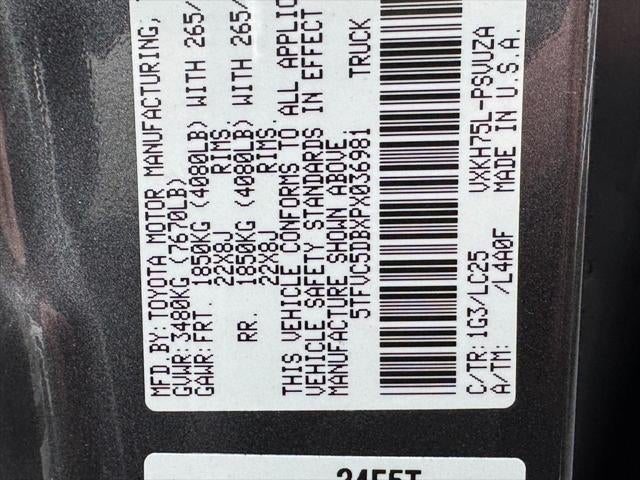 MFD BY: TOYOTA MOTOR MANUFACTURING,
GVWR: 3480KG (7670LB)
GAWR: FRT. 1850KG (4080LB) WITH 265/
22X8J RIMS.
RR. 1850KG (4080LB) WITH 265/
22X8J RIMS.
THIS VEHICLE CONFORMS TO ALL APPLIC
VEHICLE SAFETY STANDARDS IN EFFECT
MANUFACTURE SHOWN ABOVE.
5TFVC5DBXPX036981 TRUCK
C/TR: 1G3/LC25 VXKH75L-PSVUZA
A/TM: /L4A0F MADE IN U.S.A.
34F5T